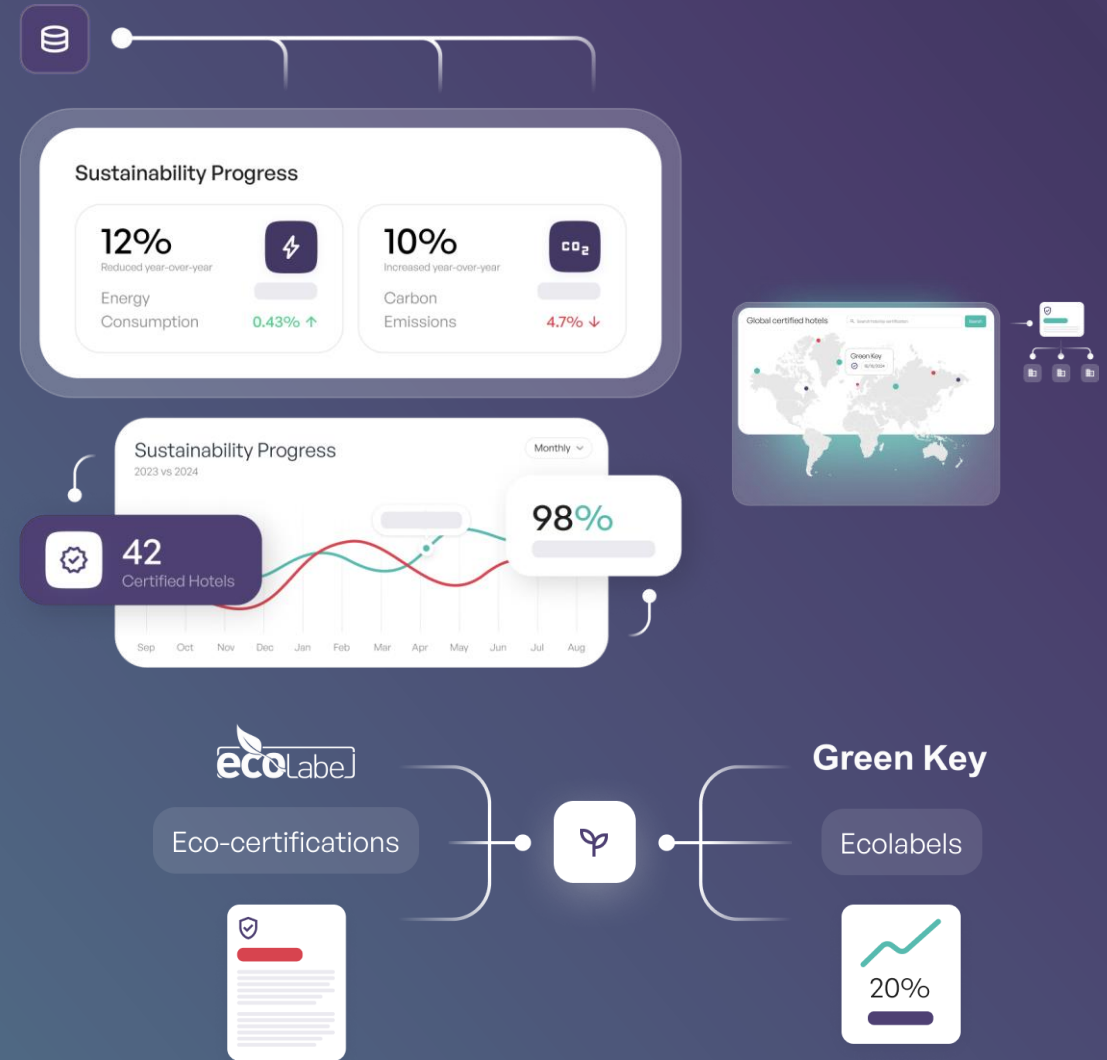 Sustainability Progress
12%
Reduced year-over-year
Energy
Consumption
0.43% ↑
10%
Increased year-over-year
Carbon
Emissions
4.7% ↓
CO2
Global certified hotels
Green Key
Sustainability Progress
2023 vs 2024
Monthly
98%
42
Certified Hotels
Sep Oct Nov Dec Jan Feb Mar Apr May Jun Jul Aug
ecoLabel
Eco-certifications
Green Key
Ecolabels
20%